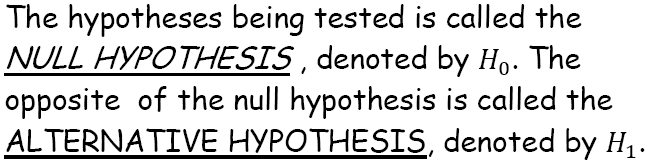 The hypotheses being tested is called the
NULL HYPOTHESIS , denoted by H₀. The
opposite of the null hypothesis is called the
ALTERNATIVE HYPOTHESIS, denoted by H₁.